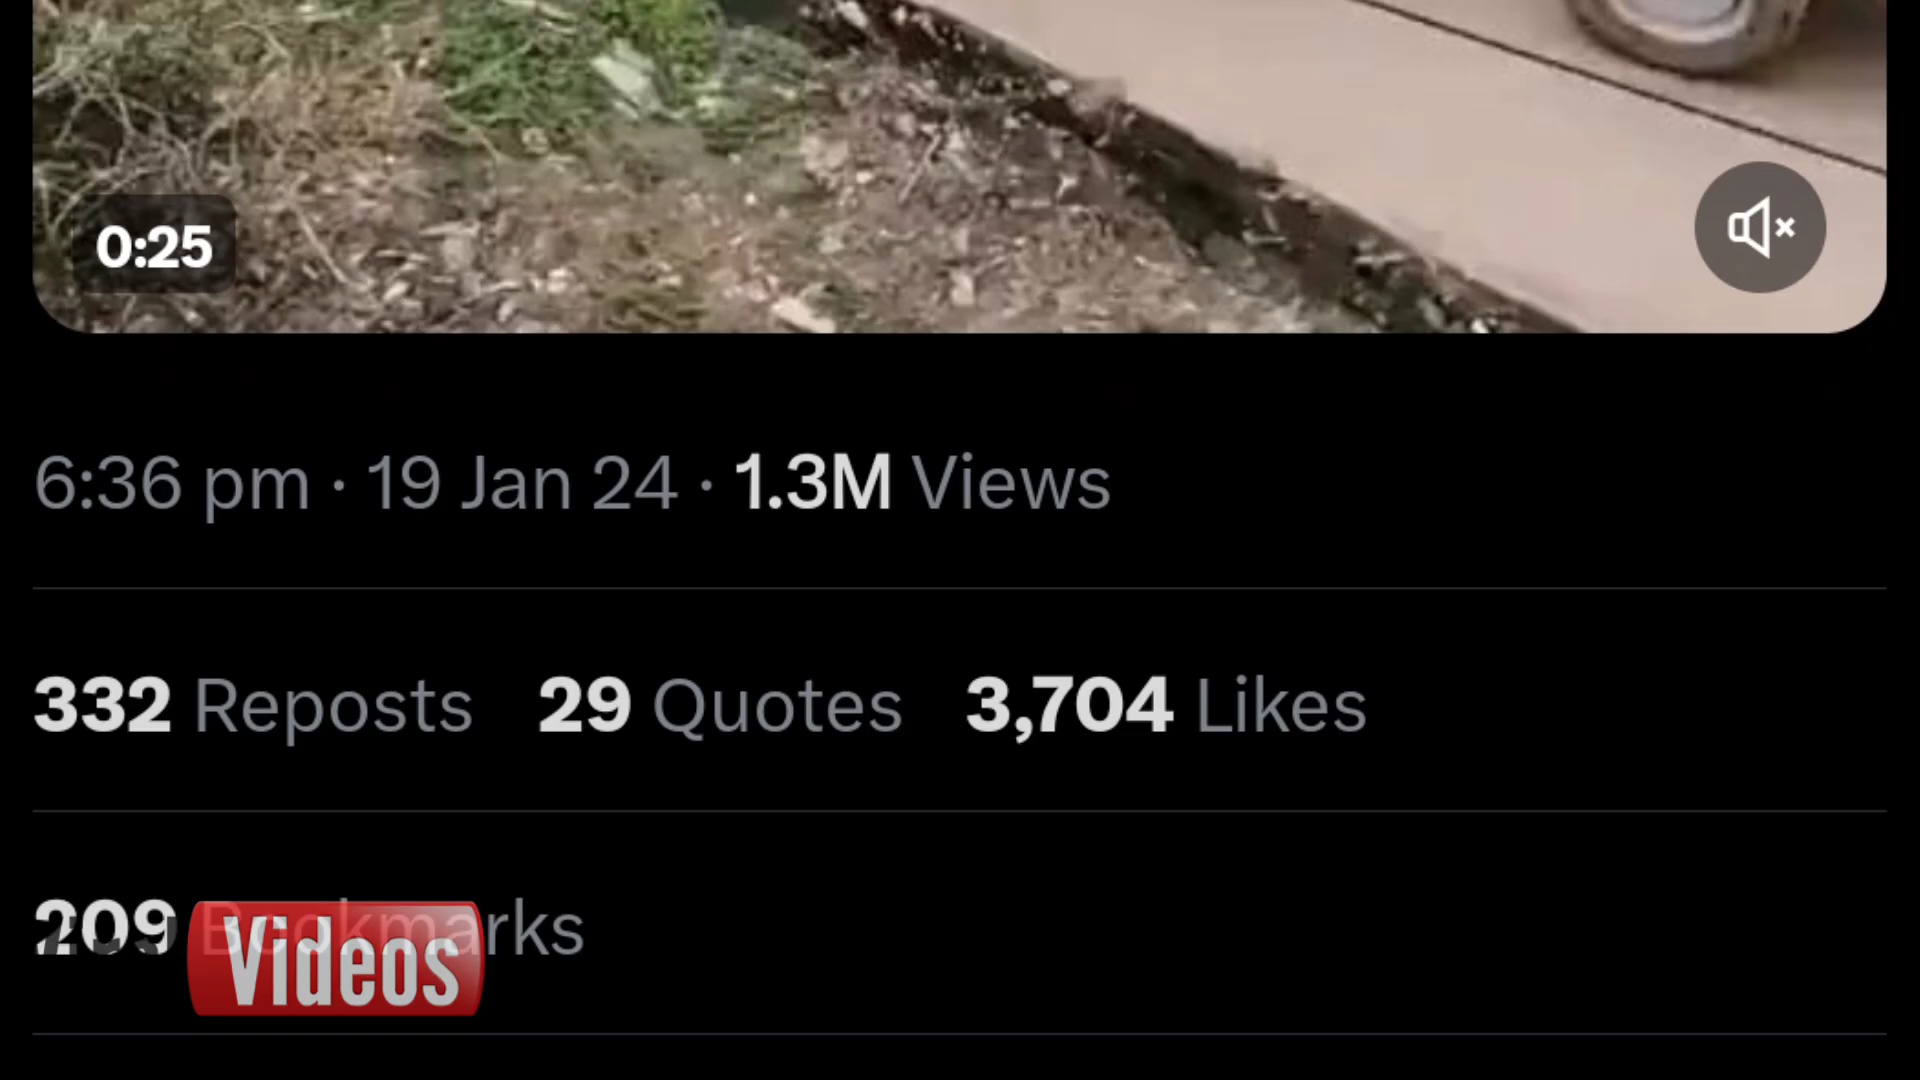 0:25
6:36 pm · 19 Jan 24 · 1.3M Views
332 Reposts 29 Quotes 3,704 Likes
209 Bookmarks
Videos